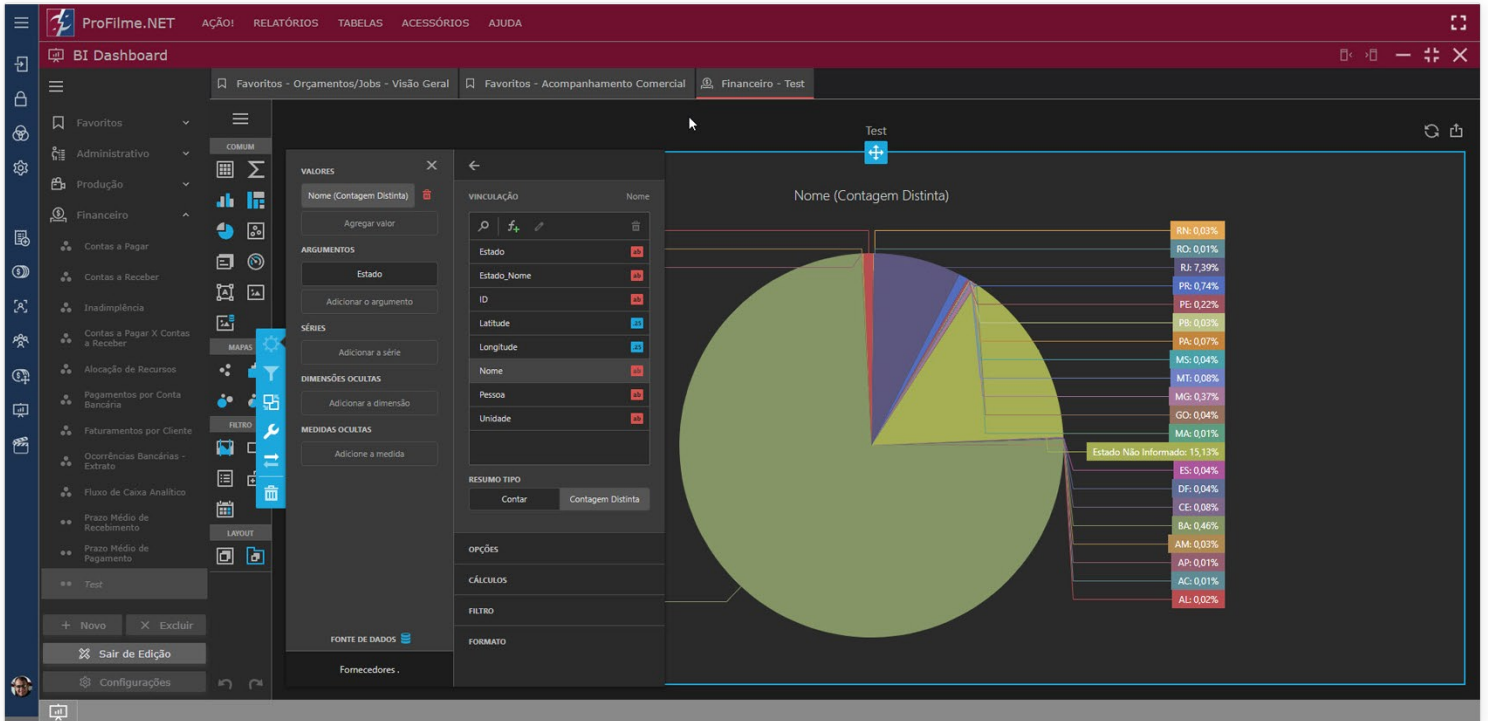 ProFilme.NET AÇÃO! RELATÓRIOS TABELAS ACESSÓRIOS AJUDA
BI Dashboard
Favoritos - Orçamentos/Jobs - Visão Geral
Favoritos - Acompanhamento Comercial
Financeiro - Test
Favoritos
Administrativo
Produção
Financeiro
Contas a Pagar
Contas a Receber
Inadimplência
Contas a Pagar X Contas
a Receber
Alocação de Recursos
Pagamentos por Conta
Bancária
Faturamentos por Cliente
Ocorrências Bancárias -
Extrato
Fluxo de Caixa Analítico
Prazo Médio de
Recebimento
Prazo Médio de
Pagamento
Test
+ Novo
Excluir
Sair de Edição
Configurações
COMUM
MAPAS
FILTRO
LAYOUT
VALORES
Nome (Contagem Distinta)
Agregar valor
ARGUMENTOS
Estado
Adicionar o argumento
SÉRIES
Adicionar a série
DIMENSÕES OCULTAS
Adicionar a dimensão
MEDIDAS OCULTAS
Adicione a medida
FONTE DE DADOS
Fornecedores .
VINCULAÇÃO
Nome
Estado ab
Estado_Nome ab
ID ab
Latitude .15
Longitude .15
Nome ab
Pessoa ab
Unidade ab
RESUMO TIPO
Contar
Contagem Distinta
OPÇÕES
CÁLCULOS
FILTRO
FORMATO
Test
Nome (Contagem Distinta)
RN: 0,03%
RO: 0,01%
RJ: 7,39%
PR: 0,74%
PE: 0,22%
PB: 0,03%
PA: 0,07%
MS: 0,04%
MT: 0,08%
MG: 0,37%
GO: 0,04%
MA: 0,01%
Estado Não Informado: 15,13%
ES: 0,04%
DF: 0,04%
CE: 0,08%
BA: 0,46%
AM: 0,03%
AP: 0,01%
AC: 0,01%
AL: 0,02%